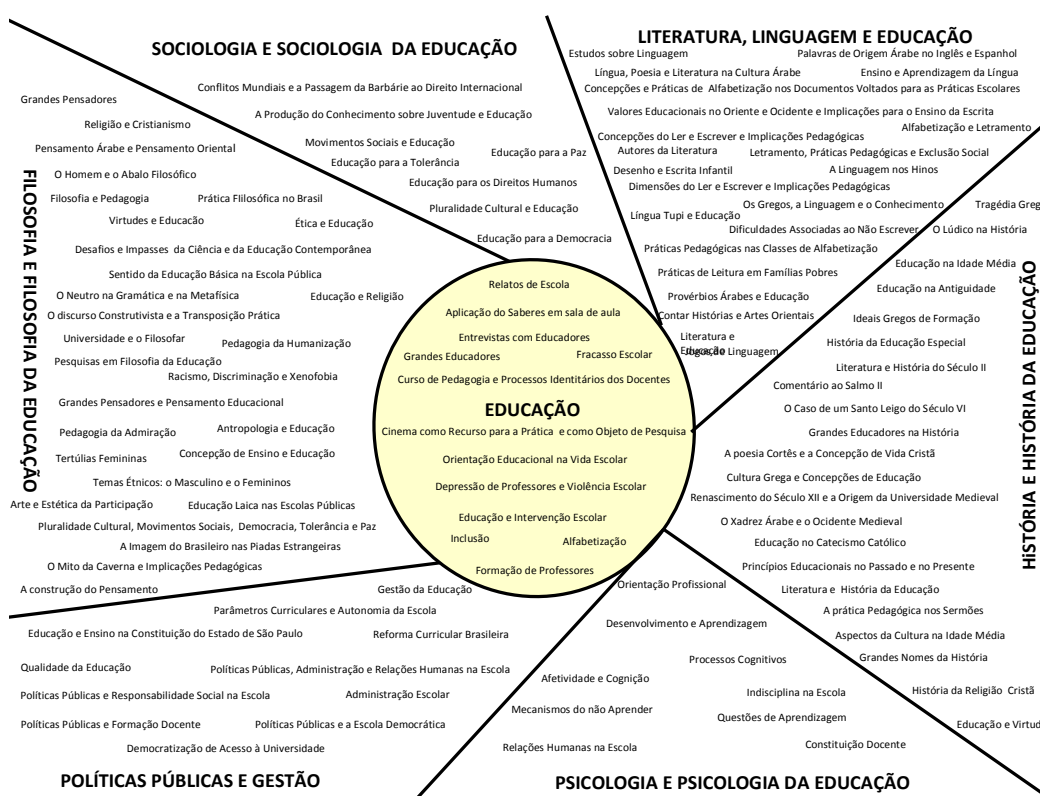 SOCIOLOGIA E SOCIOLOGIA DA EDUCAÇÃO
Conflitos Mundiais e a Passagem da Barbárie ao Direito Internacional
A Produção do Conhecimento sobre Juventude e Educação
Movimentos Sociais e Educação
Educação para a Paz
Educação para a Tolerância
Educação para os Direitos Humanos
Pluralidade Cultural e Educação
Educação para a Democracia
LITERATURA, LINGUAGEM E EDUCAÇÃO
Estudos sobre Linguagem
Palavras de Origem Árabe no Inglês e Espanhol
Língua, Poesia e Literatura na Cultura Árabe
Ensino e Aprendizagem da Língua
Concepções e Práticas de Alfabetização nos Documentos Voltados para as Práticas Escolares
Valores Educacionais no Oriente e Ocidente e Implicações para o Ensino da Escrita
Alfabetização e Letramento
Concepções do Ler e Escrever e Implicações Pedagógicas
Autores da Literatura
Letramento, Práticas Pedagógicas e Exclusão Social
Desenho e Escrita Infantil
A Linguagem nos Hinos
Dimensões do Ler e Escrever e Implicações Pedagógicas
Os Gregos, a Linguagem e o Conhecimento
Língua Tupi e Educação
Dificuldades Associadas ao Não Escrever
Práticas Pedagógicas nas Classes de Alfabetização
Práticas de Leitura em Famílias Pobres
Provérbios Árabes e Educação
Contar Histórias e Artes Orientais
Literatura e
Educação
Jogos de Linguagem
FILOSOFIA E FILOSOFIA DA EDUCAÇÃO
Grandes Pensadores
Religião e Cristianismo
Pensamento Árabe e Pensamento Oriental
O Homem e o Abalo Filosófico
Filosofia e Pedagogia
Prática FIilosófica no Brasil
Virtudes e Educacão
Ética e Educação
Desafios e Impasses da Ciência e da Educação Contemporânea
Sentido da Educação Básica na Escola Pública
O Neutro na Gramática e na Metafísica
Educação e Religião
O discurso Construtivista e a Transposição Prática
Universidade e o Filosofar
Pedagogia da Humanização
Pesquisas em Filosofia da Educação
Racismo, Discriminação e Xenofobia
Grandes Pensadores e Pensamento Educacional
Pedagogia da Admiração
Antropologia e Educação
Tertúlias Femininas
Concepção de Ensino e Educação
Temas Étnicos: o Masculino e o Femininos
Arte e Estética da Participação
Educação Laica nas Escolas Públicas
Pluralidade Cultural, Movimentos Sociais, Democracia, Tolerância e Paz
A Imagem do Brasileiro nas Piadas Estrangeiras
O Mito da Caverna e Implicações Pedagógicas
A construção do Pensamento
Relatos de Escola
Aplicação do Saberes em sala de aula
Entrevistas com Educadores
Grandes Educadores
Fracasso Escolar
Curso de Pedagogia e Processos Identitários dos Docentes
EDUCAÇÃO
Cinema como Recurso para a Prática e como Objeto de Pesquisa
Orientação Educacional na Vida Escolar
Depressão de Professores e Violência Escolar
Educação e Intervenção Escolar
Inclusão
Alfabetização
Formação de Professores
HiSTÓRIA E HISTÓRIA DA EDUCAÇÃO
Tragédia Greg
O Lúdico na História
Educação na Idade Média
Educação na Antiguidade
Ideais Gregos de Formação
História da Educação Especial
Literatura e História do Século II
Comentário ao Salmo II
O Caso de um Santo Leigo do Século VI
Grandes Educadores na História
A poesia Cortês e a Concepção de Vida Cristã
Cultura Grega e Concepções de Educação
Renascimento do Século XII e a Origem da Universidade Medieval
O Xadrez Árabe e o Ocidente Medieval
Educação no Catecismo Católico
Princípios Educacionais no Passado e no Presente
Literatura e História da Educação
A prática Pedagógica nos Sermões
Aspectos da Cultura na Idade Média
Grandes Nomes da História
História da Religião Cristã
Educação e Virtud
Gestão da Educação
Parâmetros Curriculares e Autonomia da Escola
Educação e Ensino na Constituição do Estado de São Paulo
Reforma Curricular Brasileira
Qualidade da Educação
Políticas Públicas, Administração e Relações Humanas na Escola
Políticas Públicas e Responsabilidade Social na Escola
Administração Escolar
Políticas Públicas e Formação Docente
Políticas Públicas e a Escola Democrática
Democratização de Acesso à Universidade
POLÍTICAS PÚBLICAS E GESTÃO
Orientação Profissional
Desenvolvimento e Aprendizagem
Processos Cognitivos
Afetividade e Cognição
Indisciplina na Escola
Mecanismos do não Aprender
Questões de Aprendizagem
Relações Humanas na Escola
Constituição Docente
PSICOLOGIA E PSICOLOGIA DA EDUCAÇÃO